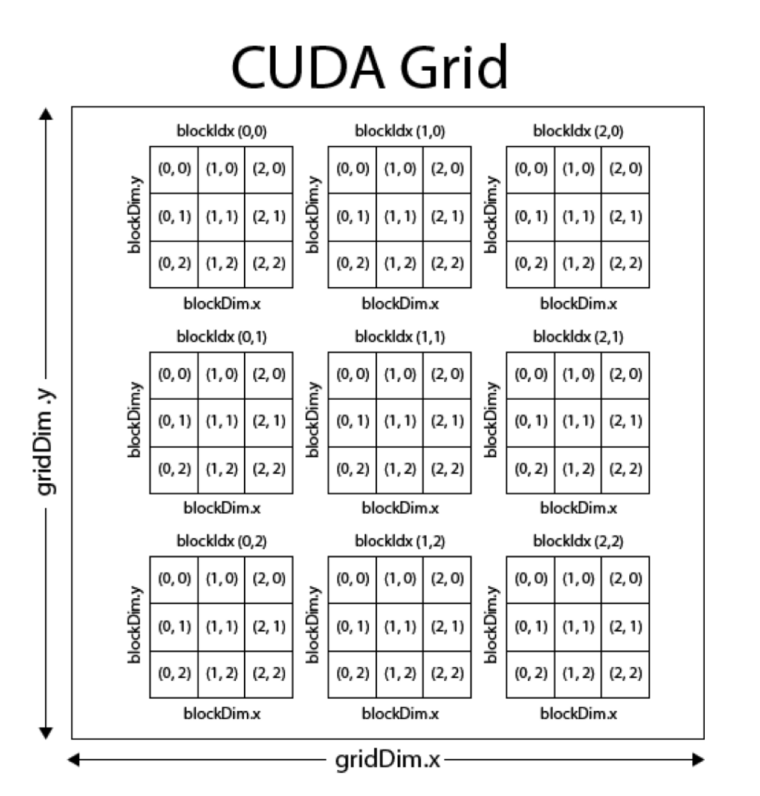 CUDA Grid
blockIdx (0,0) blockIdx (1,0) blockIdx (2,0)
(0, 0) (1, 0) (2, 0) (0, 0) (1, 0) (2, 0) (0, 0) (1, 0) (2, 0)
blockDim.y (0, 1) (1, 1) (2, 1) blockDim.y (0, 1) (1, 1) (2, 1) blockDim.y (0, 1) (1, 1) (2, 1)
(0, 2) (1, 2) (2, 2) (0, 2) (1, 2) (2, 2) (0, 2) (1, 2) (2, 2)
blockDim.x blockDim.x blockDim.x
blockIdx (0,1) blockIdx (1,1) blockIdx (2,1)
(0, 0) (1, 0) (2, 0) (0, 0) (1, 0) (2, 0) (0, 0) (1, 0) (2, 0)
gridDim .y blockDim.y (0, 1) (1, 1) (2, 1) blockDim.y (0, 1) (1, 1) (2, 1) blockDim.y (0, 1) (1, 1) (2, 1)
(0, 2) (1, 2) (2, 2) (0, 2) (1, 2) (2, 2) (0, 2) (1, 2) (2, 2)
blockDim.x blockDim.x blockDim.x
blockIdx (0,2) blockIdx (1,2) blockIdx (2,2)
(0, 0) (1, 0) (2, 0) (0, 0) (1, 0) (2, 0) (0, 0) (1, 0) (2, 0)
blockDim.y (0, 1) (1, 1) (2, 1) blockDim.y (0, 1) (1, 1) (2, 1) blockDim.y (0, 1) (1, 1) (2, 1)
(0, 2) (1, 2) (2, 2) (0, 2) (1, 2) (2, 2) (0, 2) (1, 2) (2, 2)
blockDim.x blockDim.x blockDim.x
gridDim.x